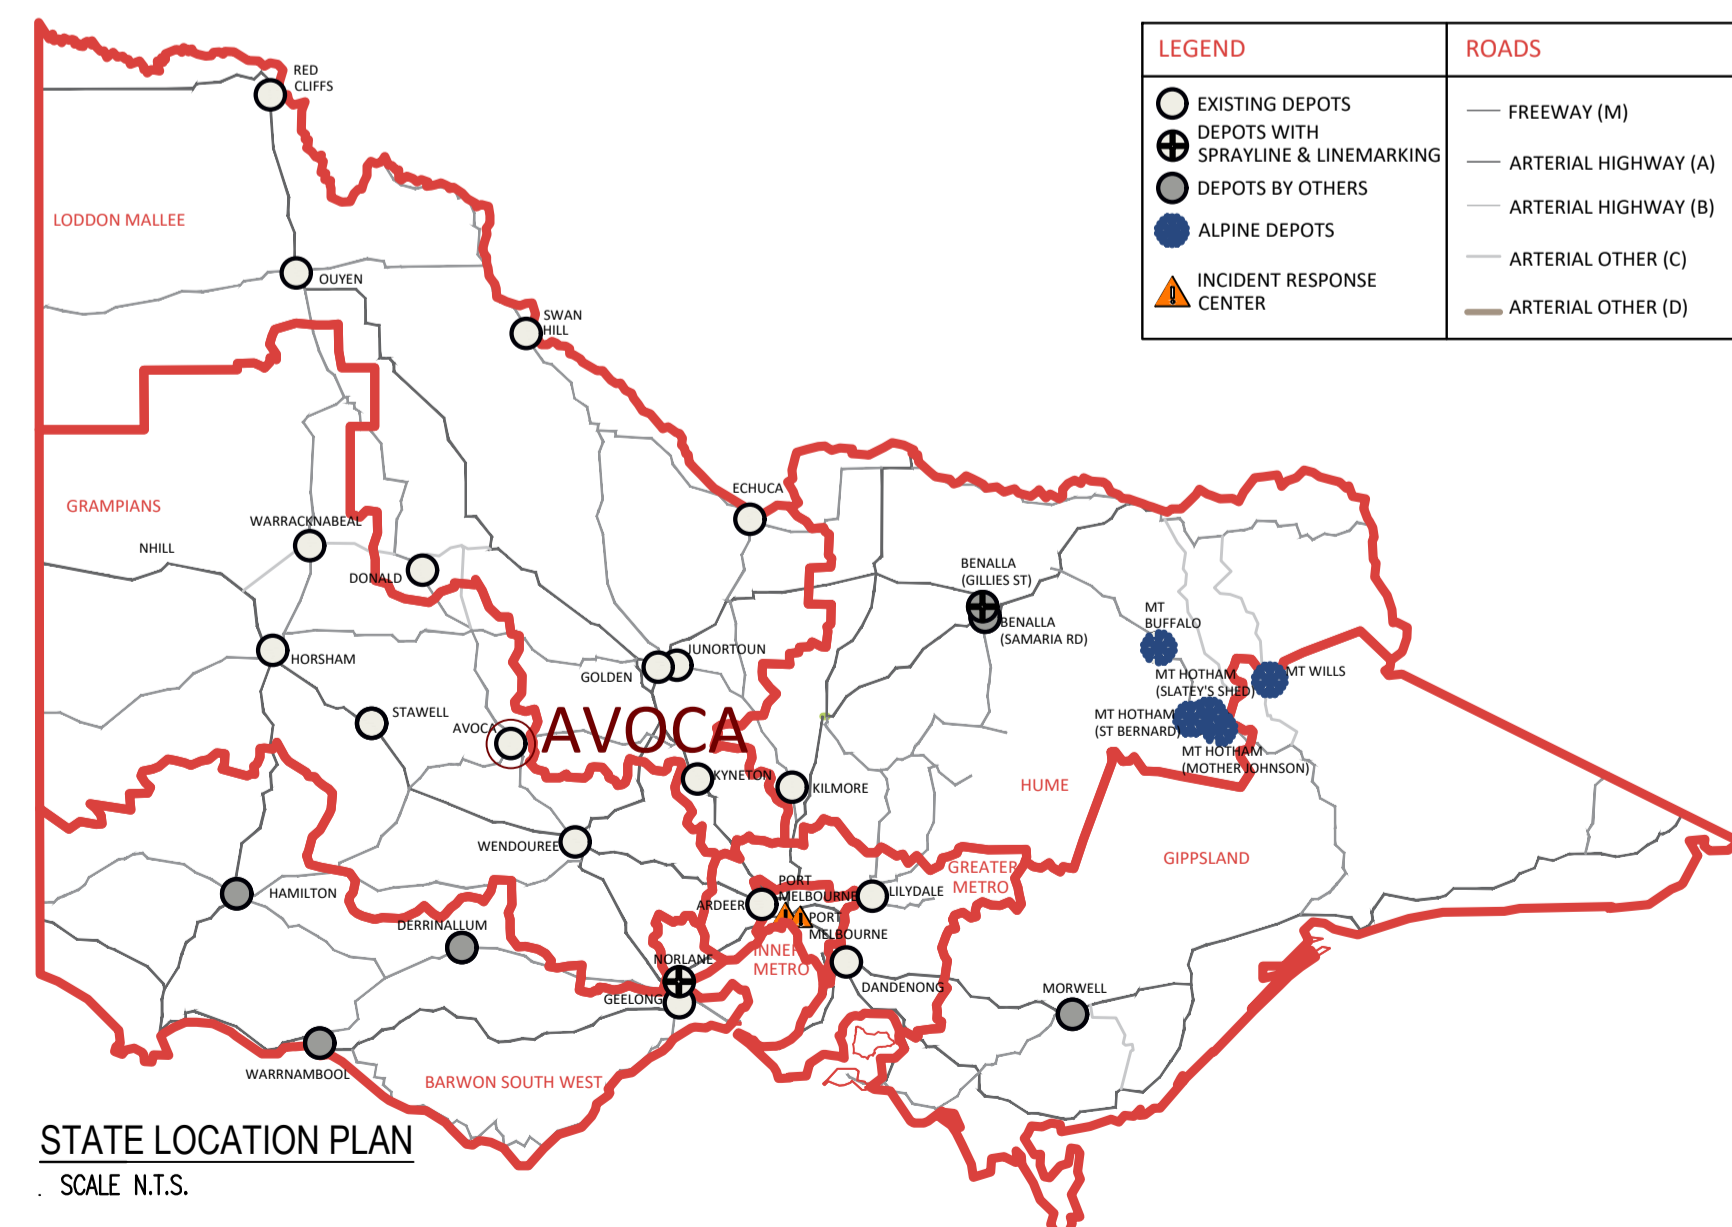 LEGEND
ROADS
EXISTING DEPOTS
DEPOTS WITH
SPRAYLINE & LINEMARKING
DEPOTS BY OTHERS
ALPINE DEPOTS
INCIDENT RESPONSE
CENTER
FREEWAY (M)
ARTERIAL HIGHWAY (A)
ARTERIAL HIGHWAY (B)
ARTERIAL OTHER (C)
ARTERIAL OTHER (D)
RED
CLIFFS
LODDON MALLEE
OUYEN
SWAN
HILL
GRAMPIANS
ECHUCA
WARRACKNABEAL
NHILL
DONALD
BENALLA
(GILLIES ST)
BENALLA
(SAMARIA RD)
MT
BUFFALO
HORSHAM
JUNORTOUN
GOLDEN
MT WILLS
MT HOTHAM
(SLATEY'S SHED)
STAWELL
AVOCA
AVOCA
MT HOTHAM
(ST BERNARD)
MT HOTHAM
(MOTHER JOHNSON)
KYNETON
KILMORE
HUME
WENDOUREE
GIPPSLAND
GREATER
METRO
HAMILTON
PORT
MELBOURNE
LILYDALE
ARDEER
PORT
MELBOURNE
DERRINALLUM
INNER
METRO
NORLANE
DANDENONG
GEELONG
MORWELL
WARRNAMBOOL
BARWON SOUTH WEST
STATE LOCATION PLAN
. SCALE N.T.S.